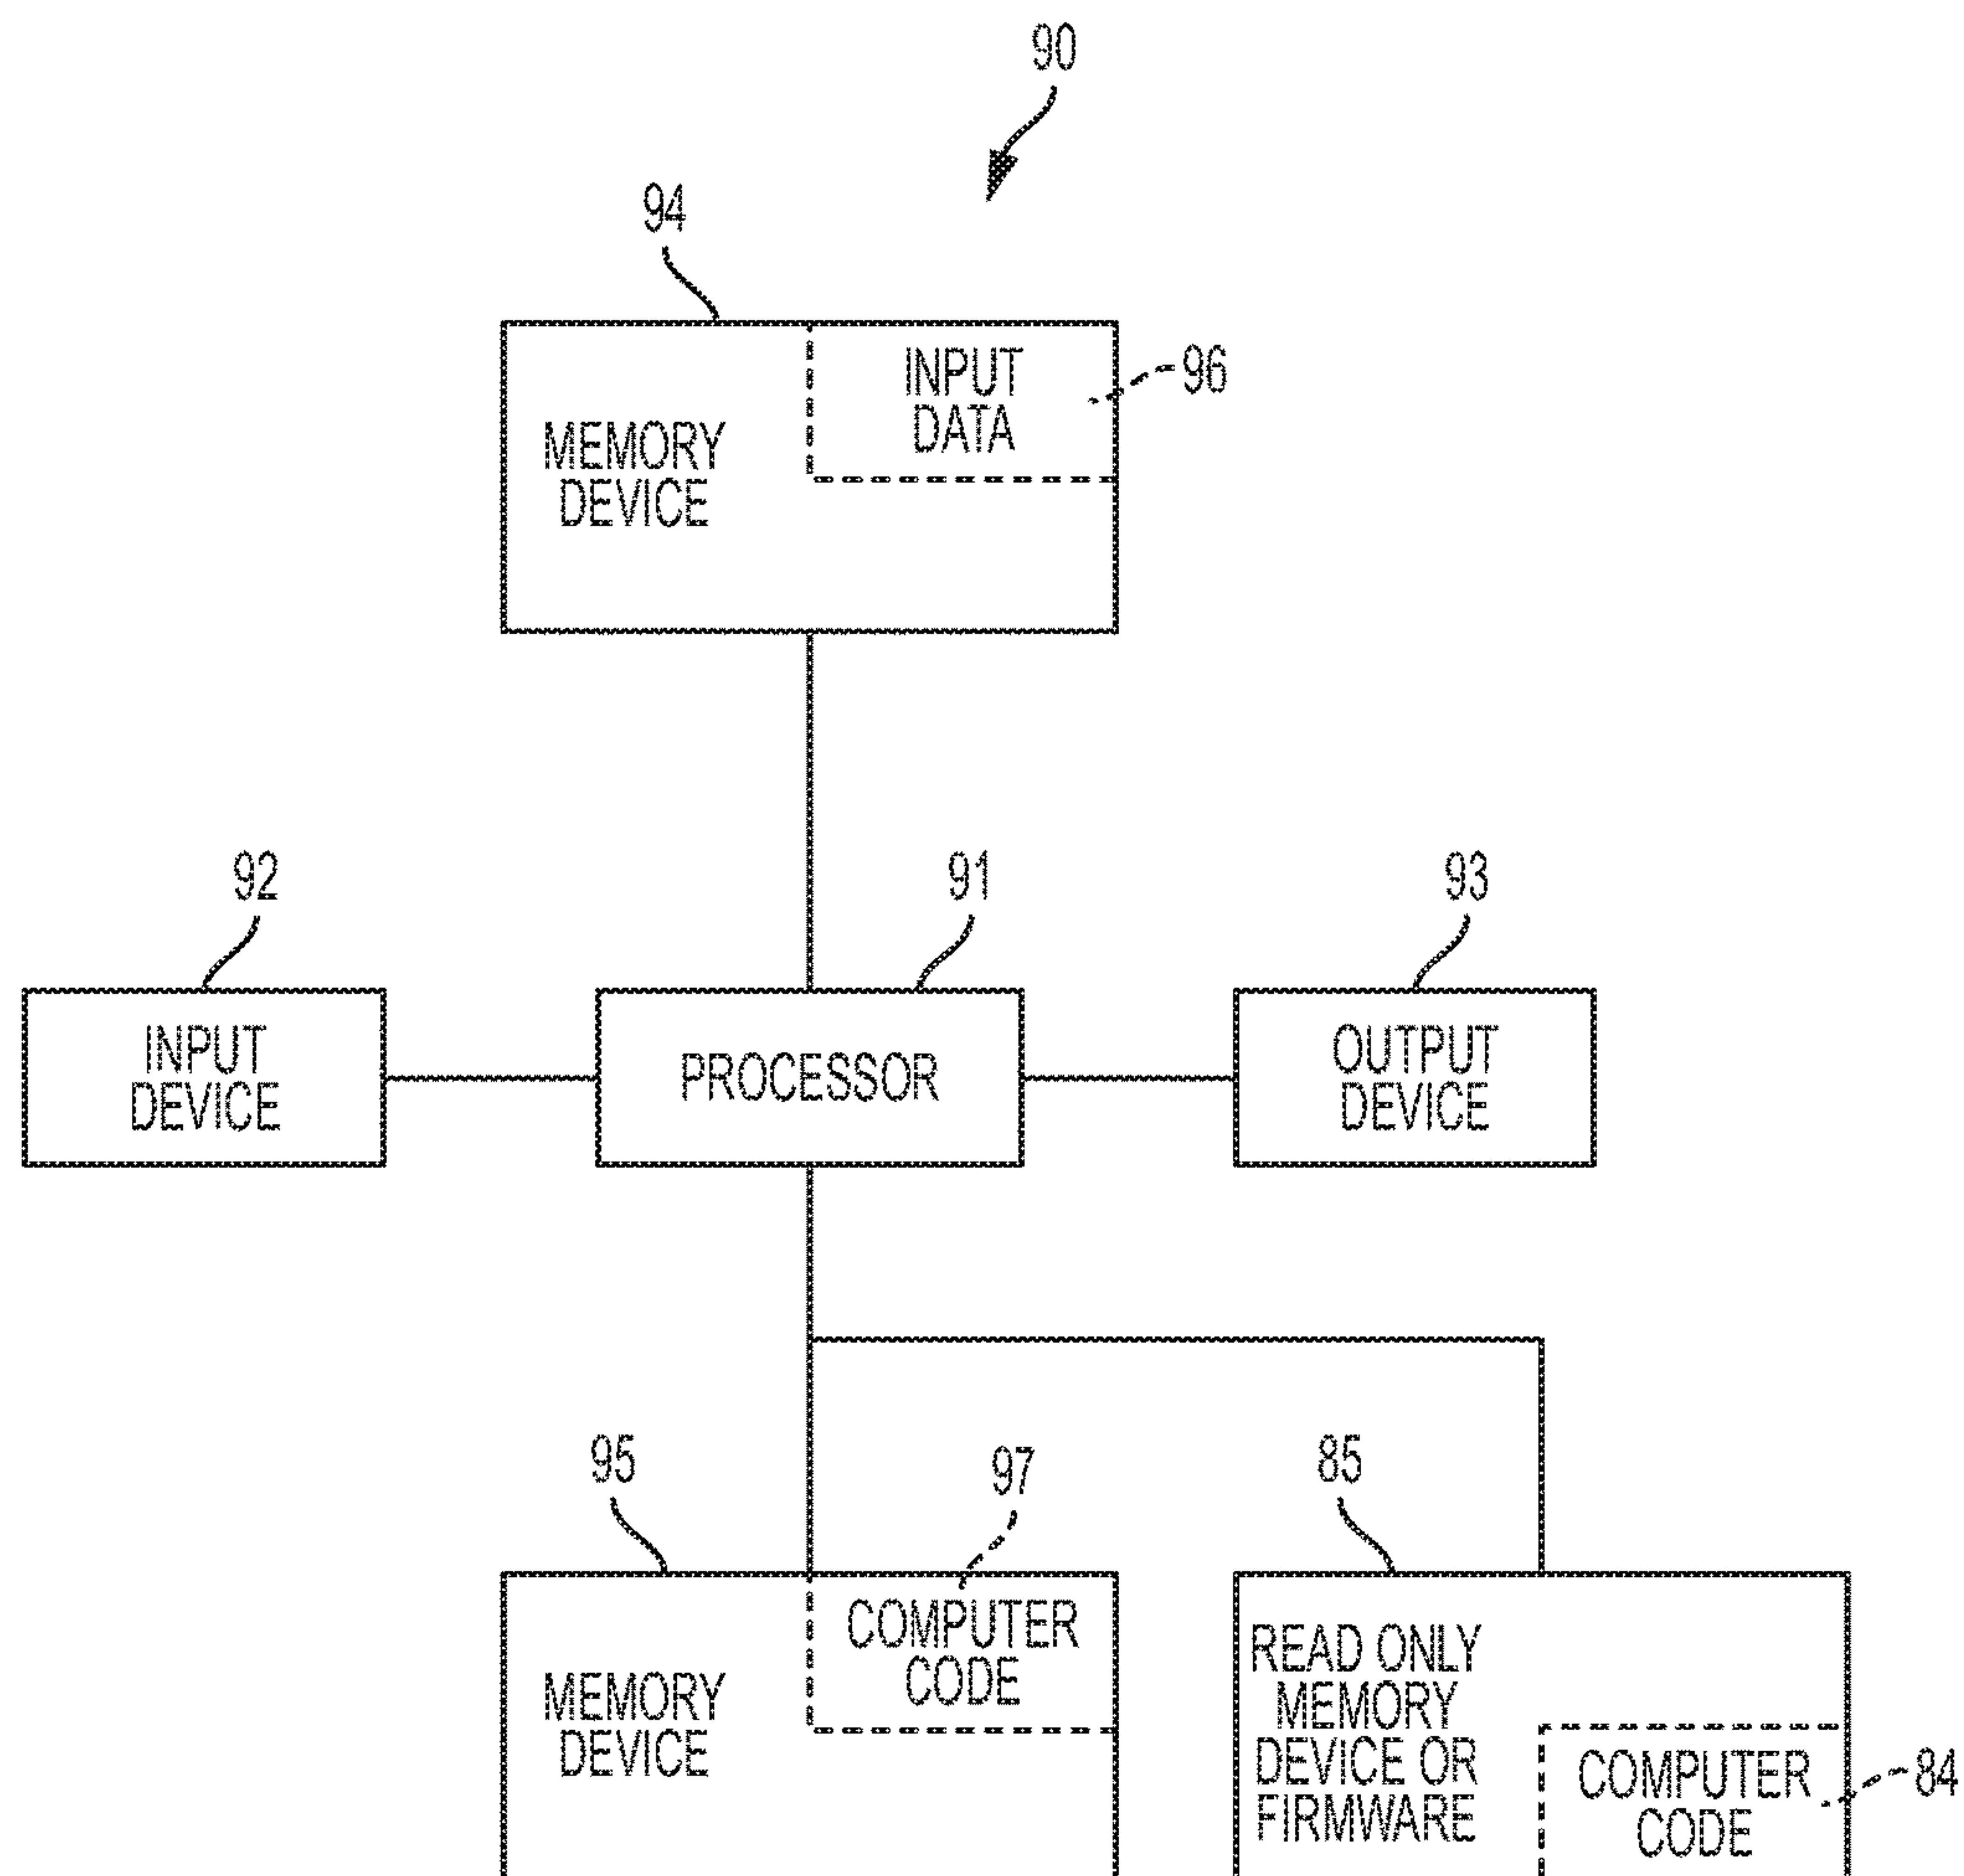 90
94
INPUT
DATA
96
MEMORY
DEVICE
92
91
93
INPUT
DEVICE
PROCESSOR
OUTPUT
DEVICE
95
97
85
COMPUTER
CODE
MEMORY
DEVICE
READ ONLY
MEMORY
DEVICE OR
FIRMWARE
COMPUTER
CODE
84